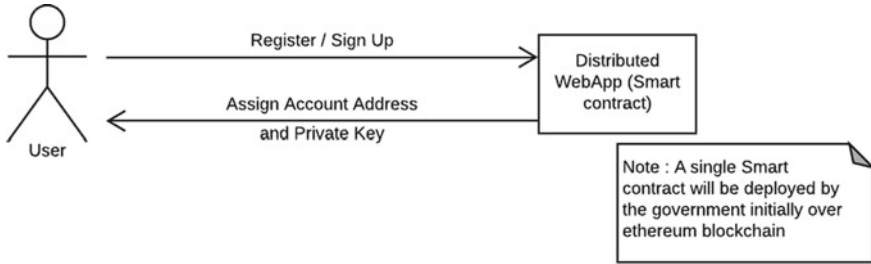 Register / Sign Up
Distributed
WebApp (Smart
contract)
Assign Account Address
and Private Key
User
Note : A single Smart
contract will be deployed by
the government initially over
ethereum blockchain